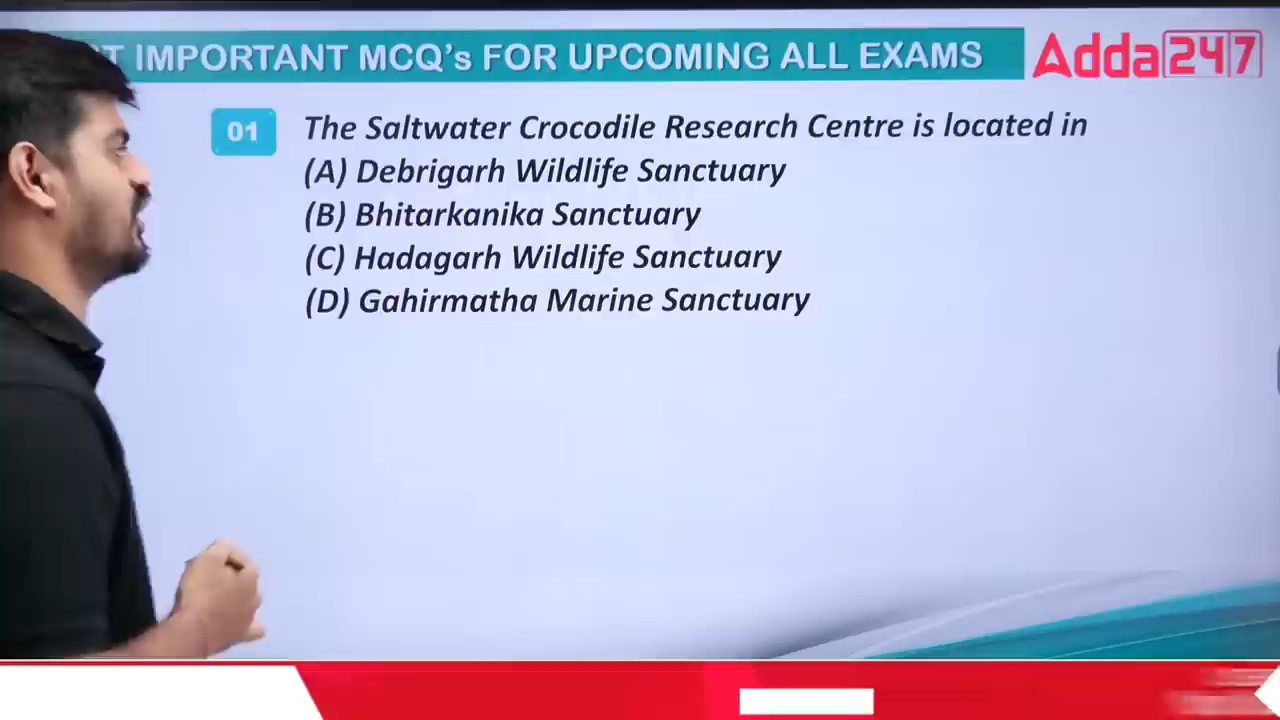 T IMPORTANT MCQ's FOR UPCOMING ALL EXAMS
Adda247
01
The Saltwater Crocodile Research Centre is located in
(A) Debrigarh Wildlife Sanctuary
(B) Bhitarkanika Sanctuary
(C) Hadagarh Wildlife Sanctuary
(D) Gahirmatha Marine Sanctuary